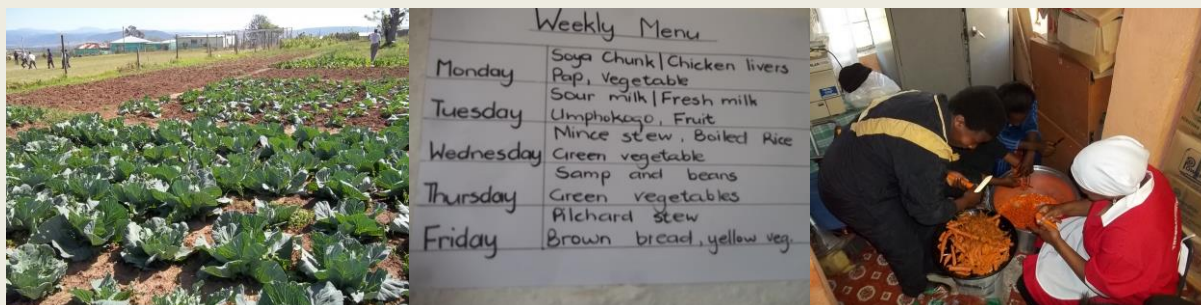 Weekly Menu
Monday
Soya Chunk/Chicken livers
Pap, vegetable
Tuesday
Sour milk/Fresh milk
Umphokoqo, Fruit
Wednesday
Mince stew, Boiled Rice
Green vegetable
Thursday
Samp and beans
Green vegetables
Friday
Pilchard stew
Brown bread, yellow veg.